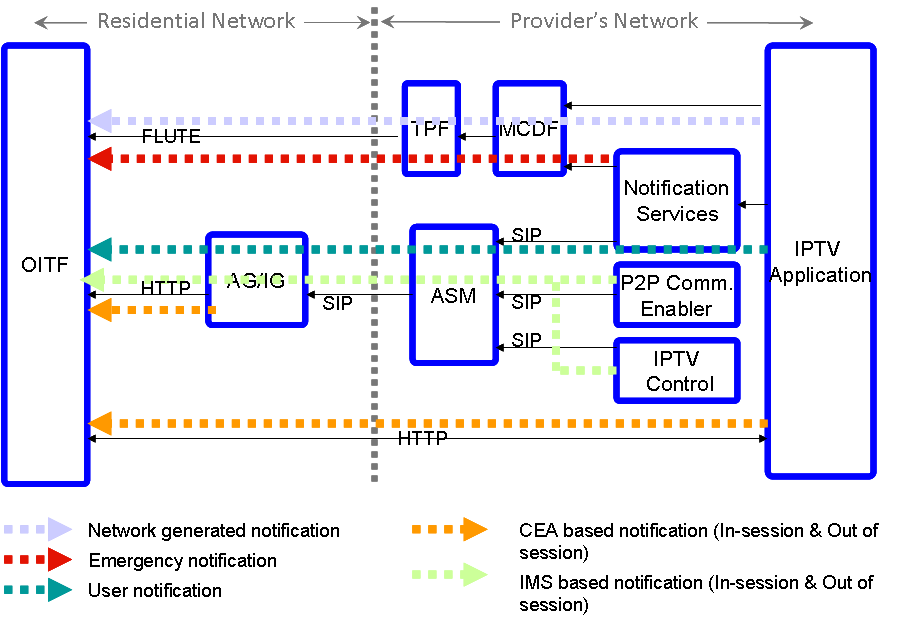 Residential Network
Provider's Network
TPF
MCDF
FLUTE
Notification
Services
SIP
OITF
AG/IG
ASM
IPTV
Application
HTTP
SIP
SIP
P2P Comm.
Enabler
SIP
IPTV
Control
HTTP
Network generated notification
Emergency notification
User notification
CEA based notification (In-session & Out of
session)
IMS based notification (In-session & Out of
session)